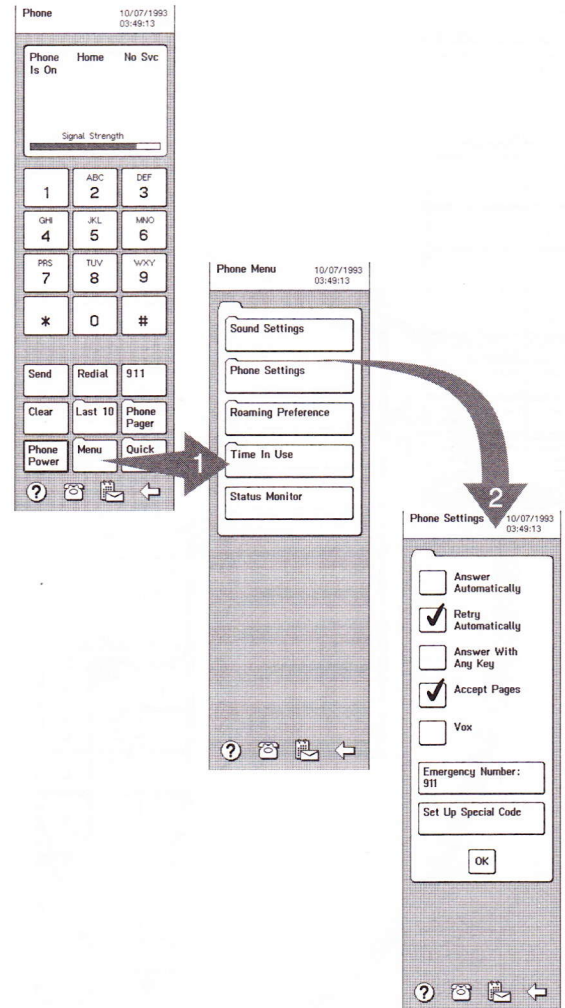 Phone
10/07/1993
03:49:13
Phone Home No Svc
Is On
Signal Strength
1
ABC
2
DEF
3
GHI
4
JKL
5
MNO
6
PRS
7
TUV
8
WXY
9
*
0
#
Send
Redial
911
Clear
Last 10
Phone
Pager
Phone
Power
Menu
Quick
?
1
Phone Menu
10/07/1993
03:49:13
Sound Settings
Phone Settings
Roaming Preference
Time In Use
Status Monitor
?
2
Phone Settings
10/07/1993
03:49:13
Answer
Automatically
Retry
Automatically
Answer With
Any Key
Accept Pages
Vox
Emergency Number:
911
Set Up Special Code
OK
?